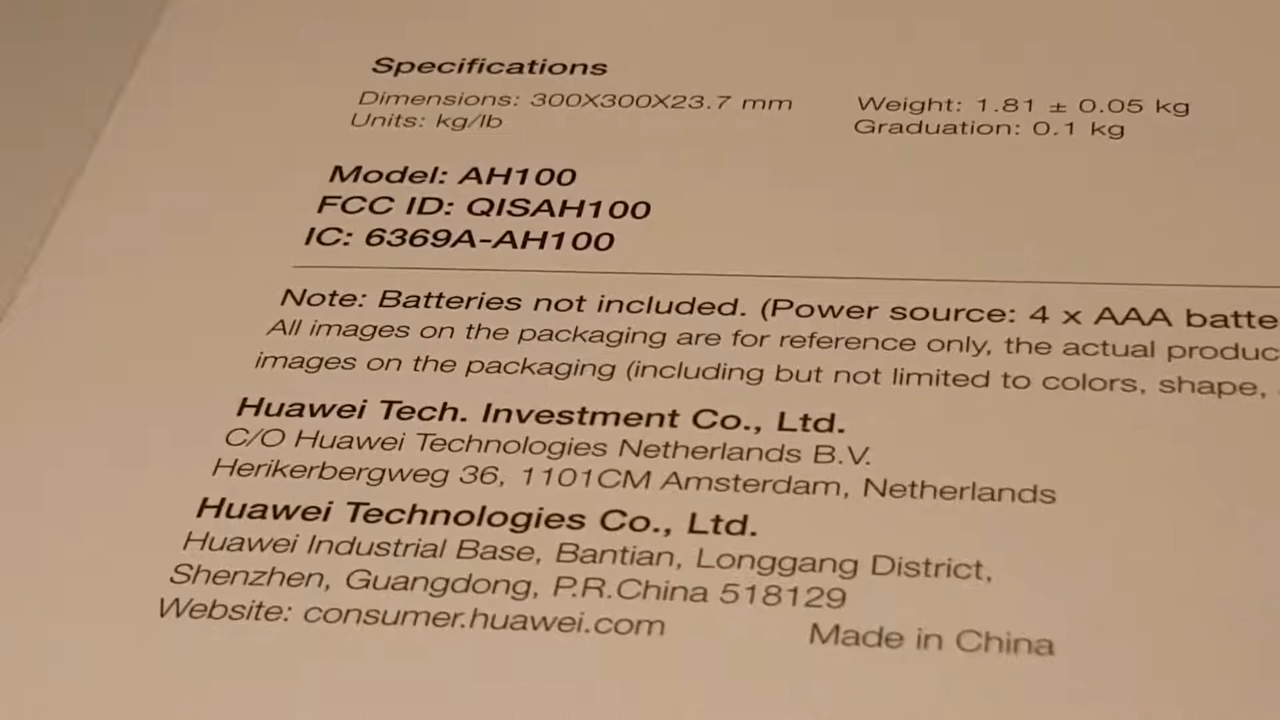 Specifications
Dimensions: 300X300X23.7 mm
Weight: 1.81 ± 0.05 kg
Units: kg/lb
Graduation: 0.1 kg
Model: AH100
FCC ID: QISAH100
IC: 6369A-AH100
Note: Batteries not included. (Power source: 4 x AAA batte
All images on the packaging are for reference only, the actual produc
images on the packaging (including but not limited to colors, shape,
Huawei Tech. Investment Co., Ltd.
C/O Huawei Technologies Netherlands B.V.
Herikerbergweg 36, 1101CM Amsterdam, Netherlands
Huawei Technologies Co., Ltd.
Huawei Industrial Base, Bantian, Longgang District,
Shenzhen, Guangdong, P.R.China 518129
Website: consumer.huawei.com
Made in China